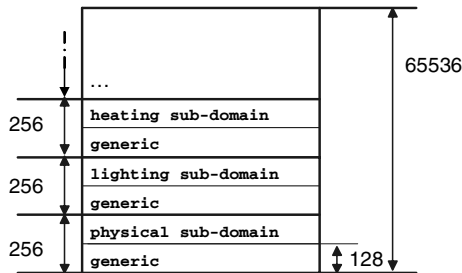 65536
...
256
heating sub-domain
generic
256
lighting sub-domain
generic
256
physical sub-domain
generic
128